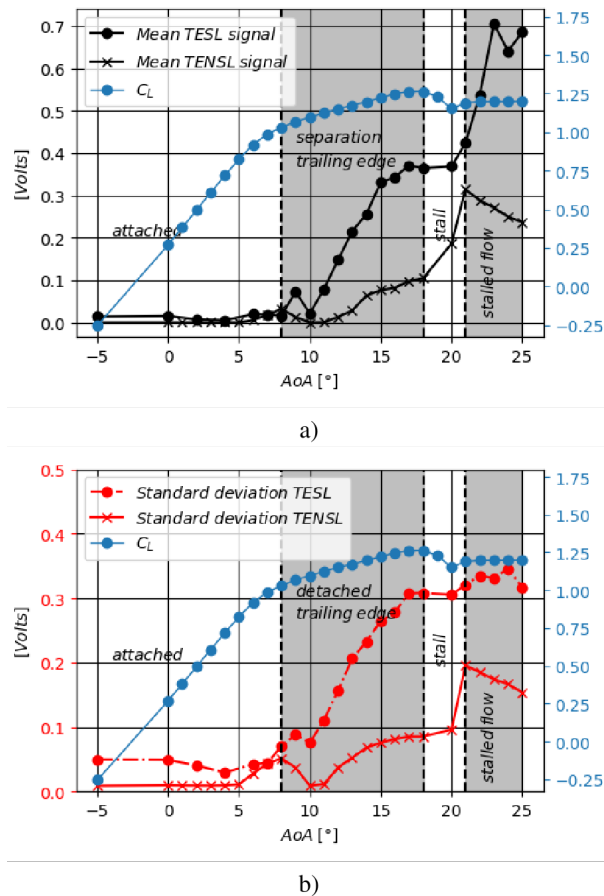 Mean TESL signal
Mean TENSL signal
C_L
0.7
0.6
0.5
0.4
0.3
0.2
0.1
0.0
[Volts]
1.75
1.50
1.25
1.00
0.75
0.50
0.25
0.00
−0.25
attached
separation
trailing edge
stall
stalled flow
−5 0 5 10 15 20 25
AoA [°]
a)
Standard deviation TESL
Standard deviation TENSL
C_L
0.5
0.4
0.3
0.2
0.1
0.0
[Volts]
1.75
1.50
1.25
1.00
0.75
0.50
0.25
0.00
−0.25
attached
detached
trailing edge
stall
stalled flow
−5 0 5 10 15 20 25
AoA [°]
b)